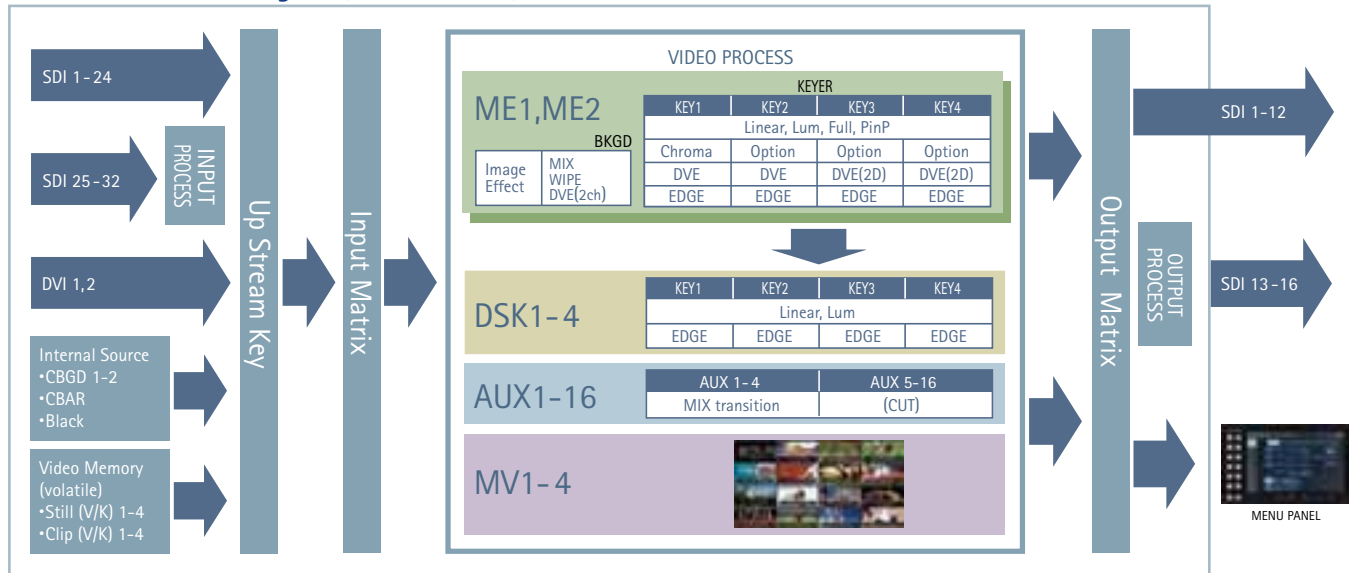 SDI 1-24
SDI 25-32
INPUT
PROCESS
DVI 1,2
Internal Source
•CBGD 1-2
•CBAR
•Black
Video Memory
(volatile)
•Still (V/K) 1-4
•Clip (V/K) 1-4
Up Stream Key
Input Matrix
VIDEO PROCESS
ME1,ME2
BKGD
Image
Effect
MIX
WIPE
DVE(2ch)
KEYER
KEY1 KEY2 KEY3 KEY4
Linear, Lum, Full, PinP
Chroma Option Option Option
DVE DVE DVE(2D) DVE(2D)
EDGE EDGE EDGE EDGE
DSK1-4
KEY1 KEY2 KEY3 KEY4
Linear, Lum
EDGE EDGE EDGE EDGE
AUX1-16
AUX 1-4 AUX 5-16
MIX transition (CUT)
MV1-4
Output Matrix
OUTPUT
PROCESS
SDI 1-12
SDI 13-16
MENU PANEL